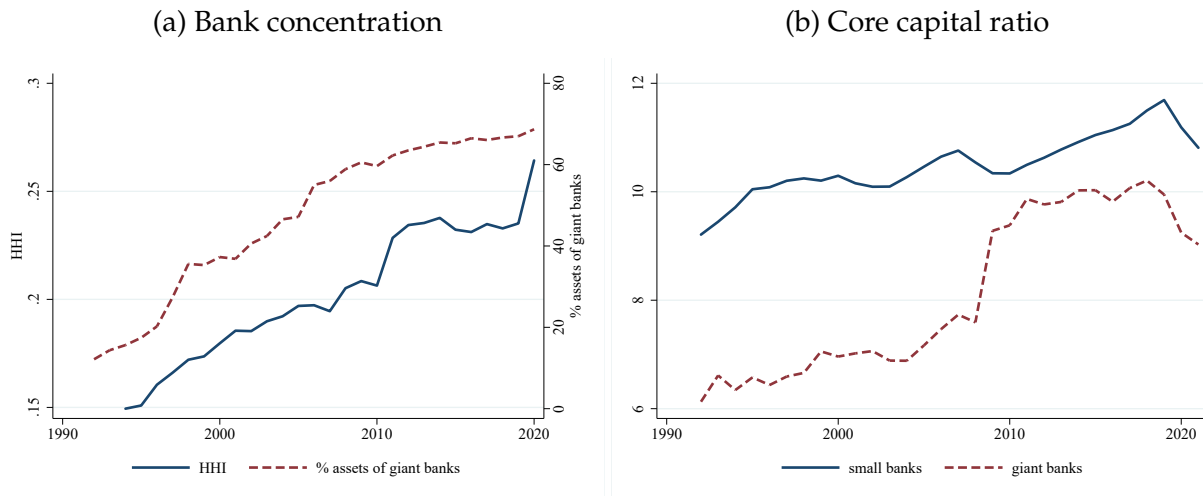 (a) Bank concentration
HHI
.3
.25
.2
.15
80
60
40
20
0
% assets of giant banks
1990
2000
2010
2020
HHI
% assets of giant banks
(b) Core capital ratio
12
10
8
6
1990
2000
2010
2020
small banks
giant banks